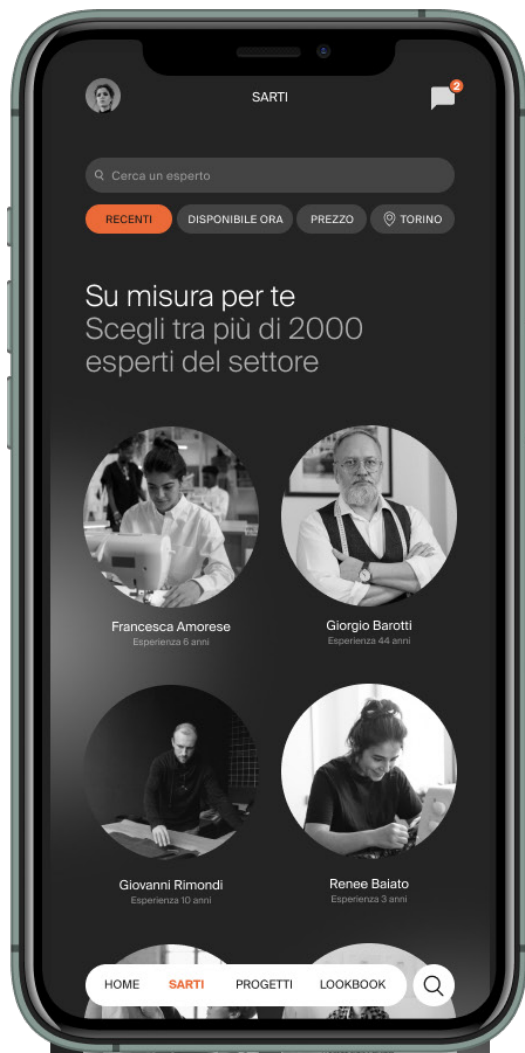 SARTI
2
Cerca un esperto
RECENTI
DISPONIBILE ORA
PREZZO
TORINO
Su misura per te
Scegli tra più di 2000
esperti del settore
Francesca Amorese
Esperienza 6 anni
Giorgio Barotti
Esperienza 44 anni
Giovanni Rimondi
Esperienza 10 anni
Renee Baiato
Esperienza 3 anni
HOME
SARTI
PROGETTI
LOOKBOOK